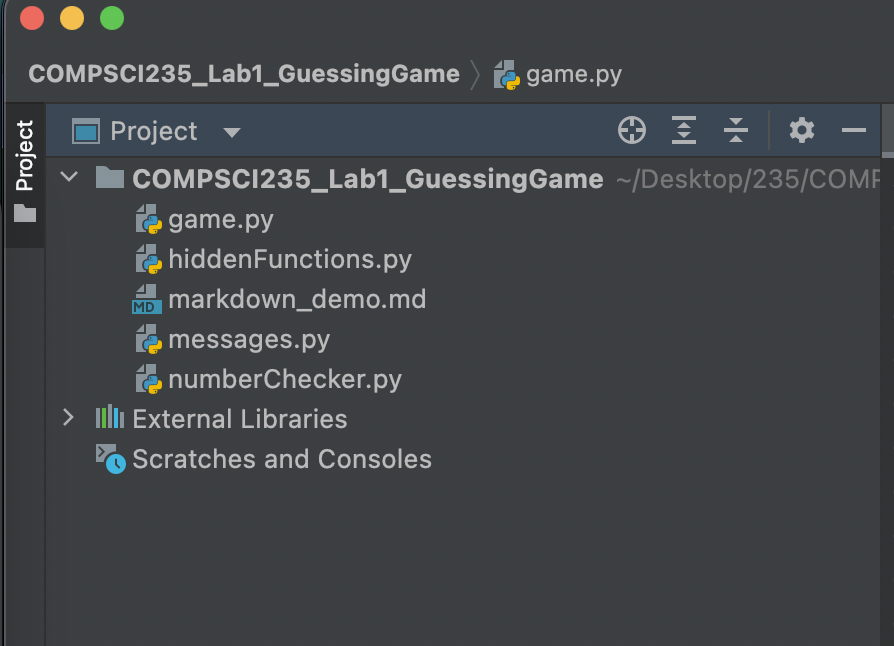 COMPSCI235_Lab1_GuessingGame 〉 game.py
Project
Project
COMPSCI235_Lab1_GuessingGame ~/Desktop/235/COMP
game.py
hiddenFunctions.py
MD markdown_demo.md
messages.py
numberChecker.py
External Libraries
Scratches and Consoles